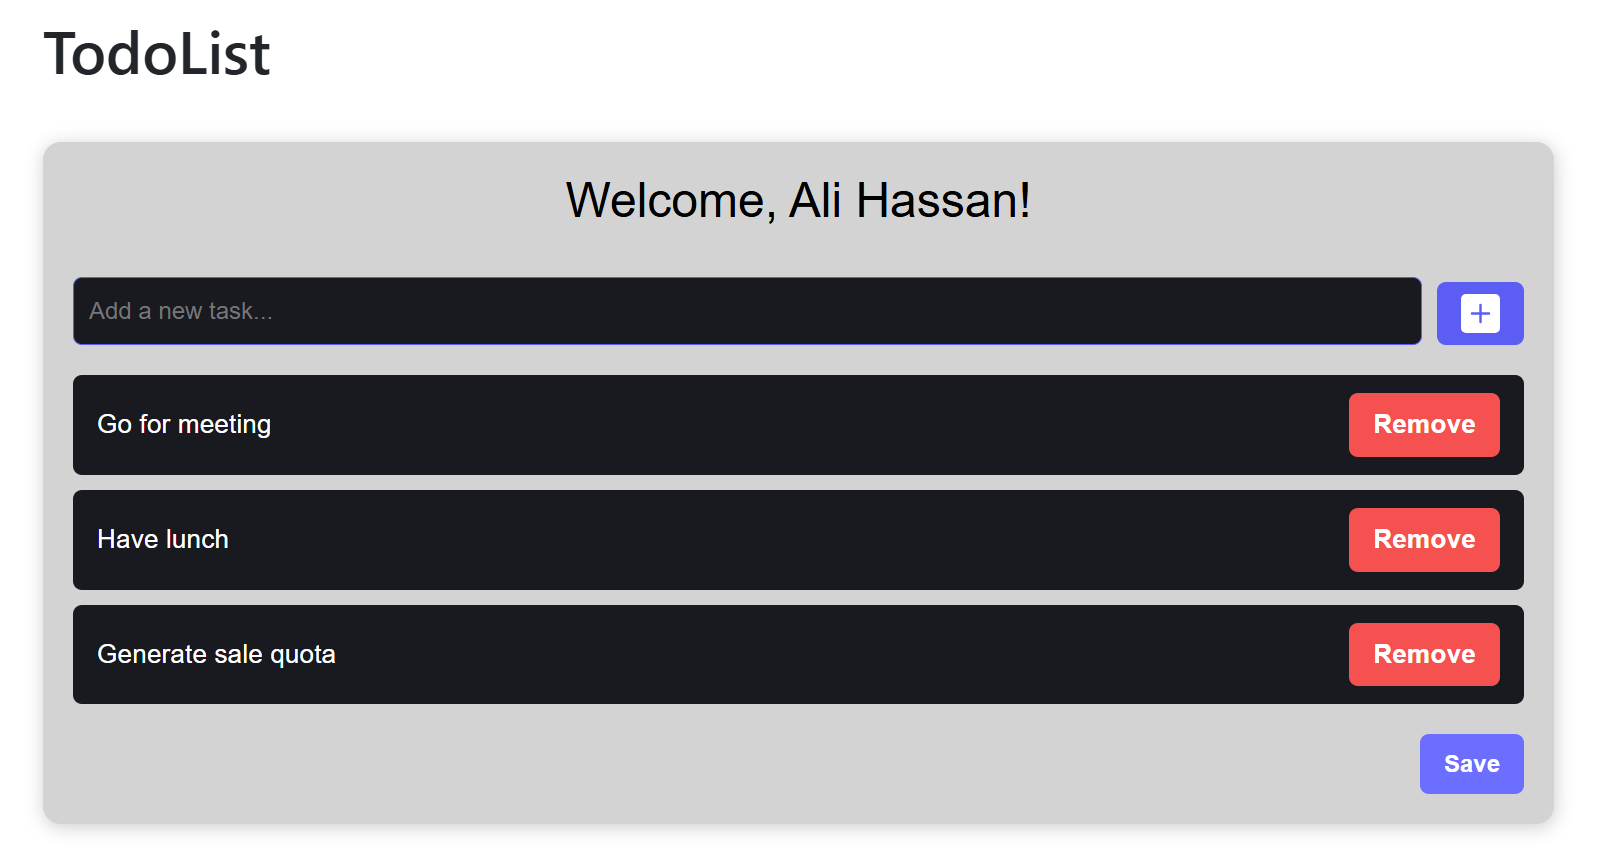 TodoList
Welcome, Ali Hassan!
Add a new task...
Go for meeting
Remove
Have lunch
Remove
Generate sale quota
Remove
Save